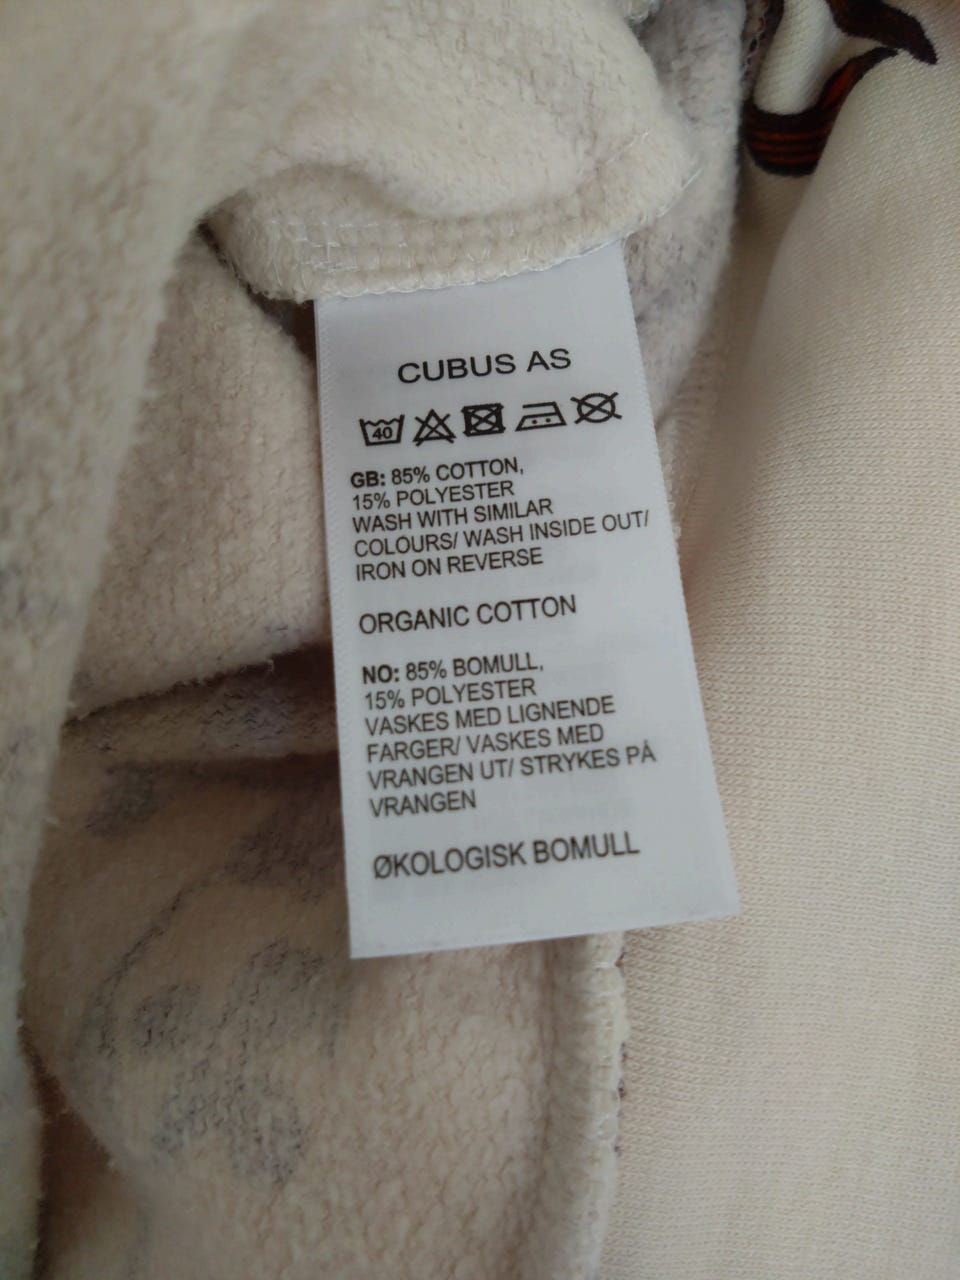 CUBUS AS
40
GB: 85% COTTON,
15% POLYESTER
WASH WITH SIMILAR
COLOURS/ WASH INSIDE OUT/
IRON ON REVERSE
ORGANIC COTTON
NO: 85% BOMULL,
15% POLYESTER
VASKES MED LIGNENDE
FARGER/ VASKES MED
VRANGEN UT/ STRYKES PÅ
VRANGEN
ØKOLOGISK BOMULL